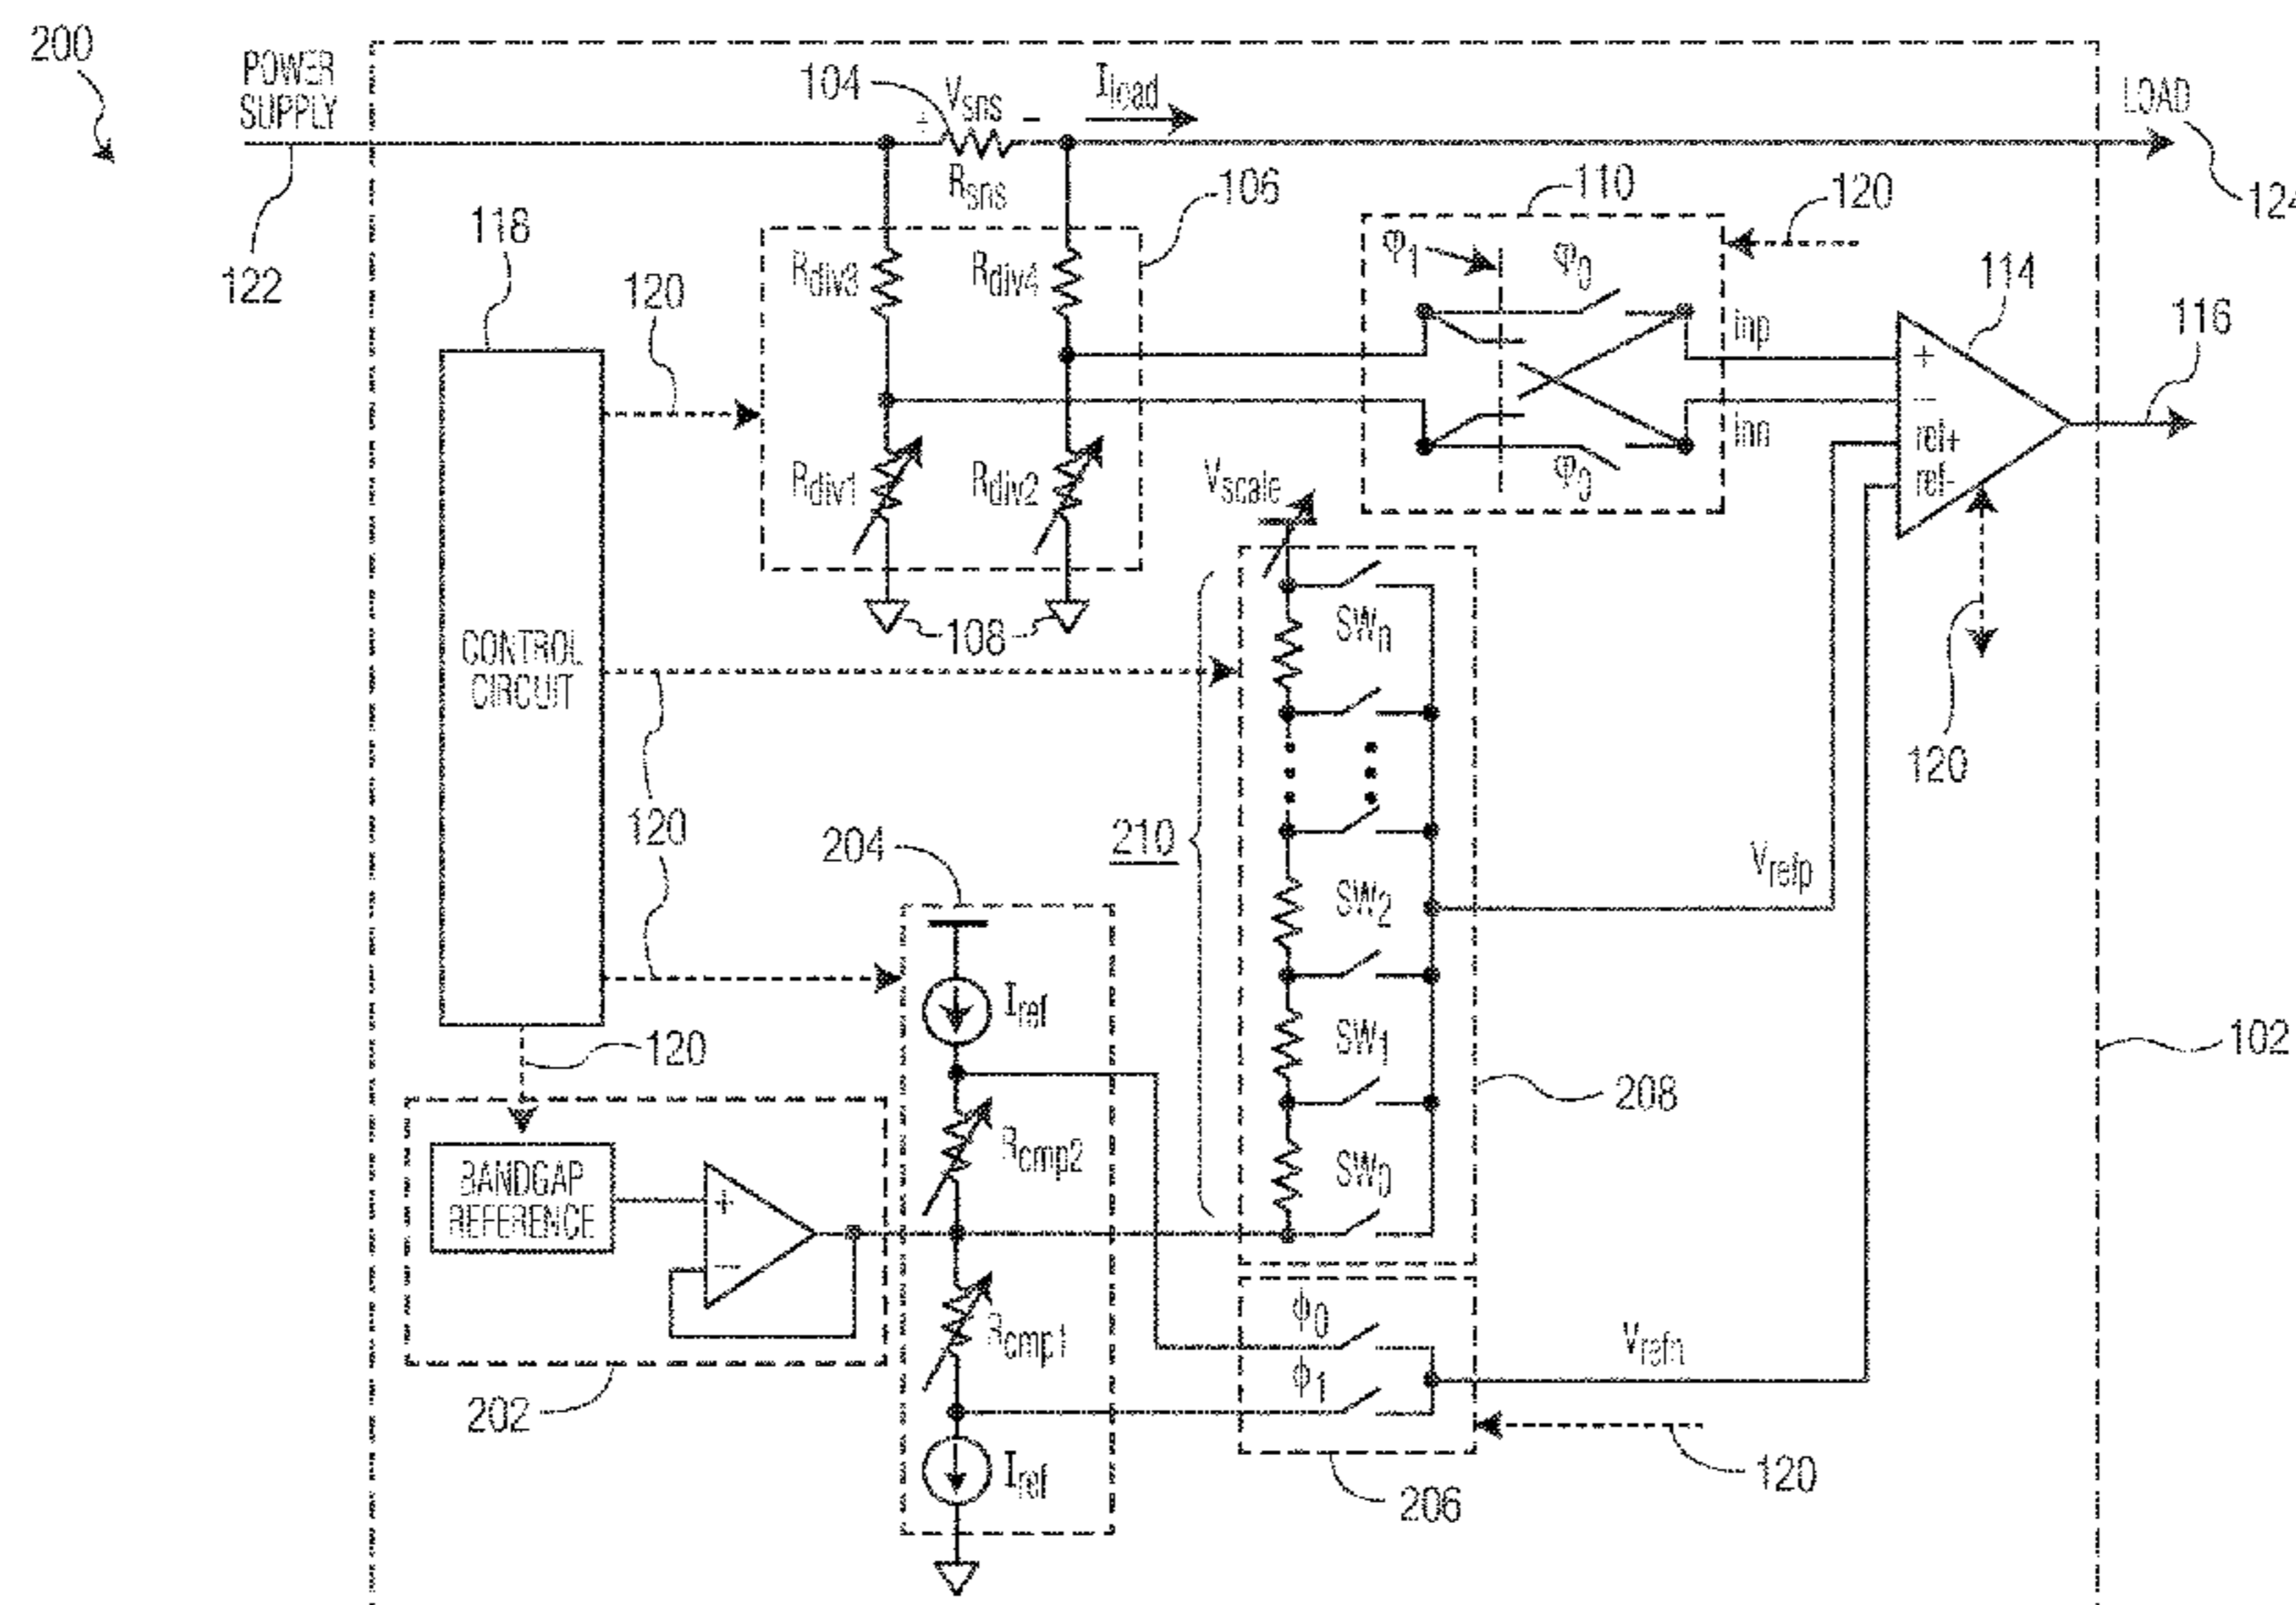 200
POWER
SUPPLY
122
104
Vsns
+ -
Rsns
Iload
LOAD
106
110
120
118
120
Rdiv3
Rdiv4
Rdiv1
Rdiv2
108
φ1
φ0
φ0
inp
inn
114
116
+
-
ref+
ref-
120
CONTROL
CIRCUIT
120
120
120
Vscale
SWn
210
SW2
SW1
SW0
208
Vrefp
102
204
Iref
Rcmp2
Rcmp1
Iref
BANDGAP
REFERENCE
+
-
202
ϕ0
ϕ1
Vrefn
206
120